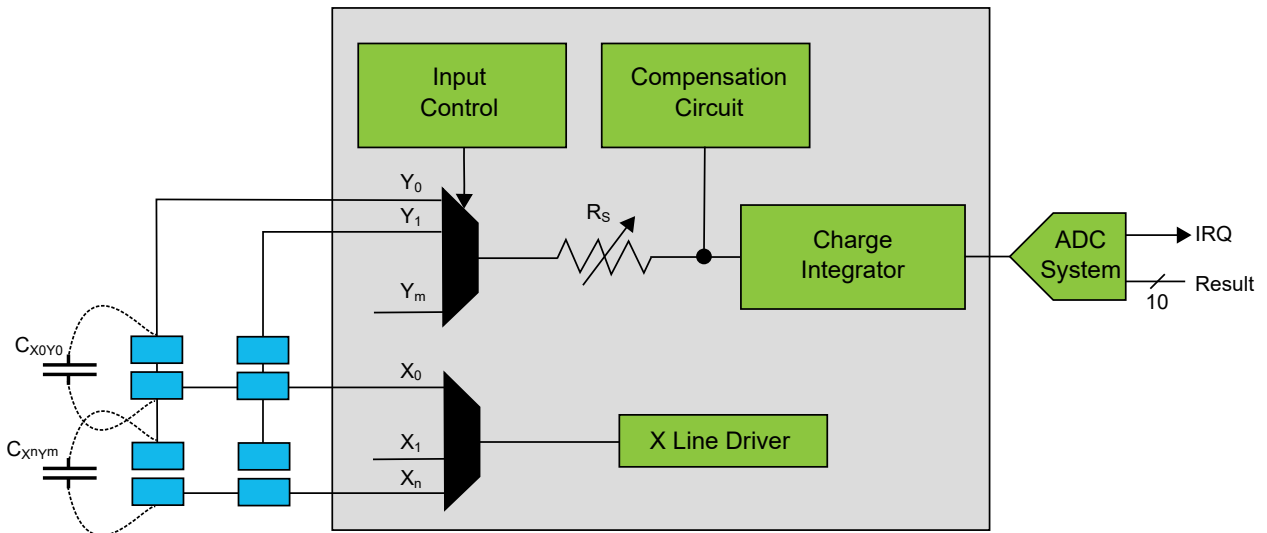 Input
Control
Compensation
Circuit
Y0
Y1
RS
Charge
Integrator
ADC
System
IRQ
Result
10
Ym
CX0Y0
X0
CXnYm
X1
Xn
X Line Driver